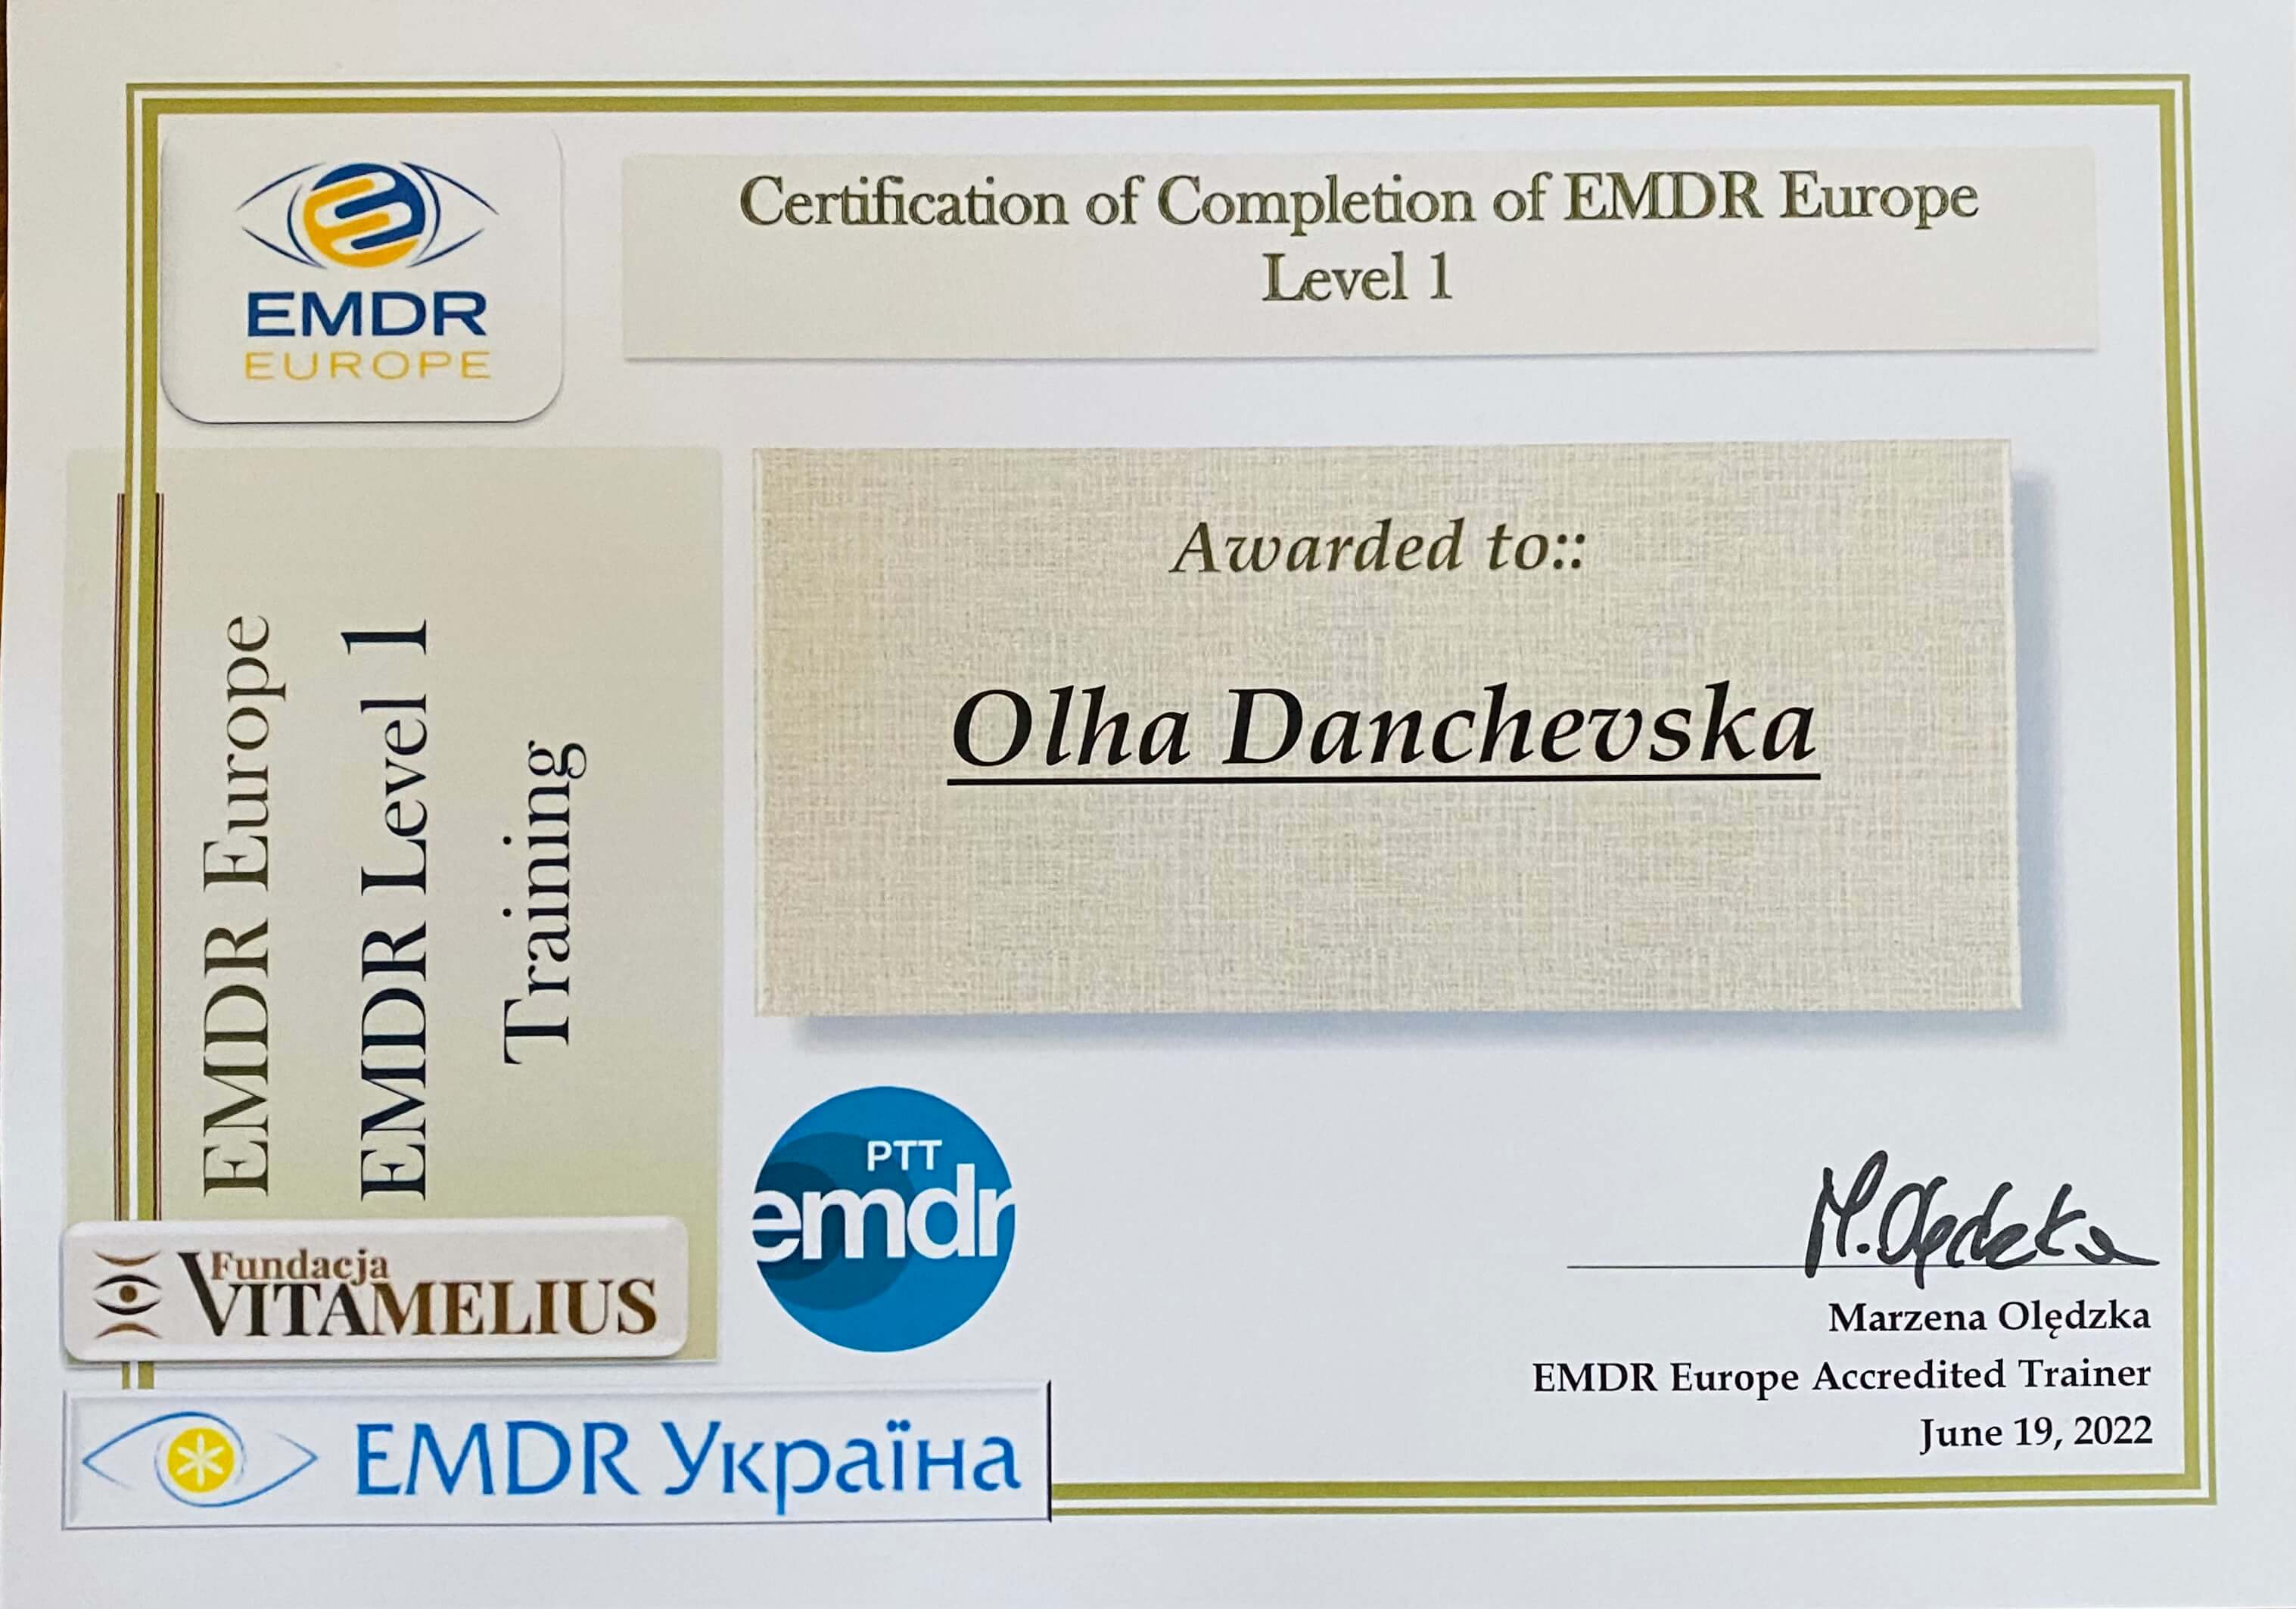 EMDR
EUROPE
Certification of Completion of EMDR Europe
Level 1
EMDR Europe
EMDR Level 1
Training
Awarded to::
Olha Danchevska
Fundacja
VITAMELIUS
PTT
emdr
EMDR Україна
M. Olędzka
Marzena Olędzka
EMDR Europe Accredited Trainer
June 19, 2022